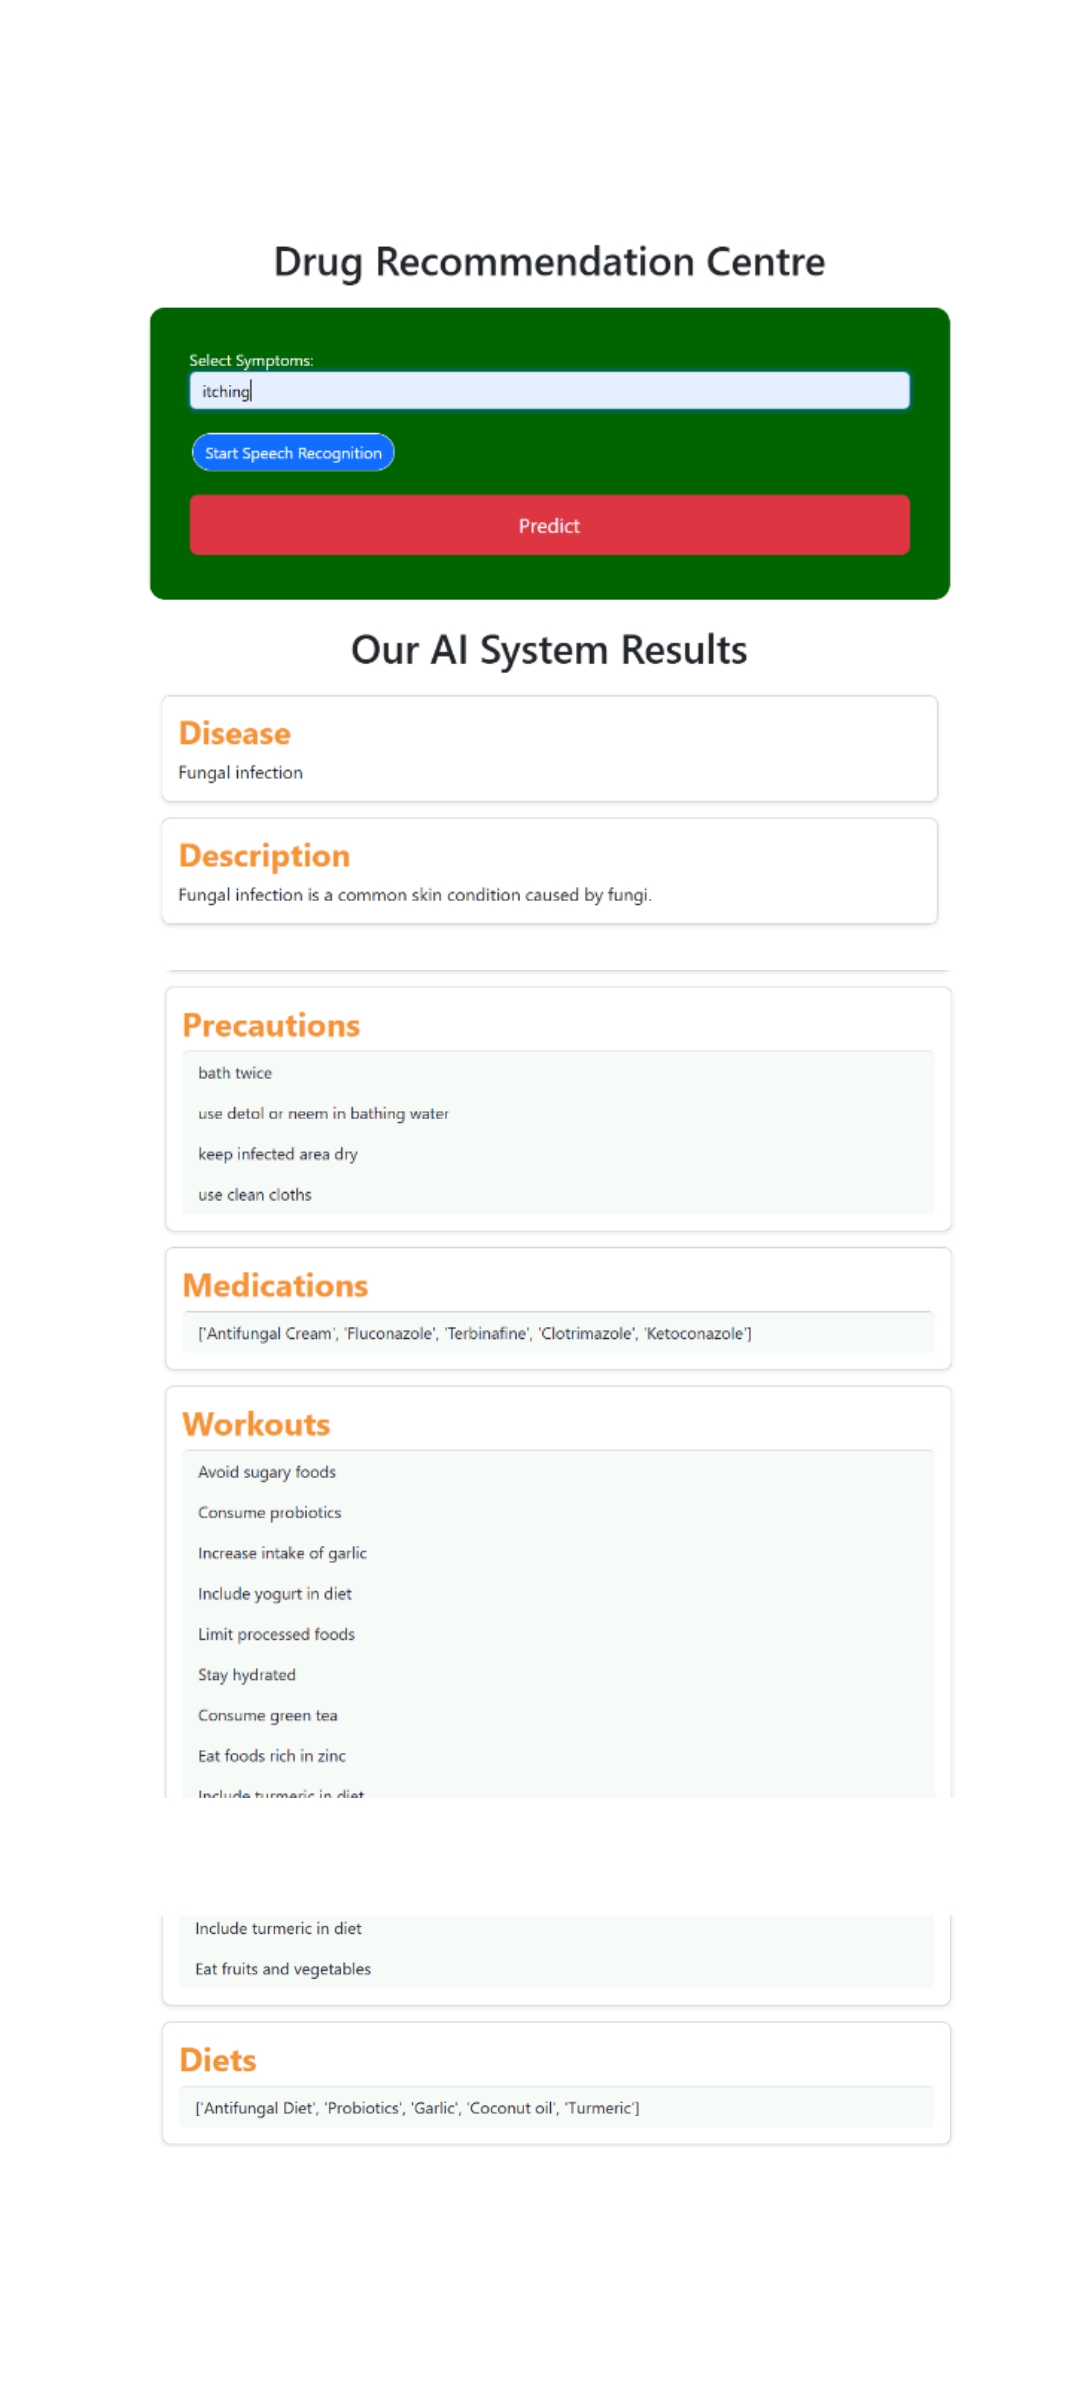 Drug Recommendation Centre
Select Symptoms:
itching
Start Speech Recognition
Predict
Our AI System Results
Disease
Fungal infection
Description
Fungal infection is a common skin condition caused by fungi.
Precautions
bath twice
use detol or neem in bathing water
keep infected area dry
use clean cloths
Medications
['Antifungal Cream', 'Fluconazole', 'Terbinafine', 'Clotrimazole', 'Ketoconazole']
Workouts
Avoid sugary foods
Consume probiotics
Increase intake of garlic
Include yogurt in diet
Limit processed foods
Stay hydrated
Consume green tea
Eat foods rich in zinc
Include turmeric in diet
Include turmeric in diet
Eat fruits and vegetables
Diets
['Antifungal Diet', 'Probiotics', 'Garlic', 'Coconut oil', 'Turmeric']